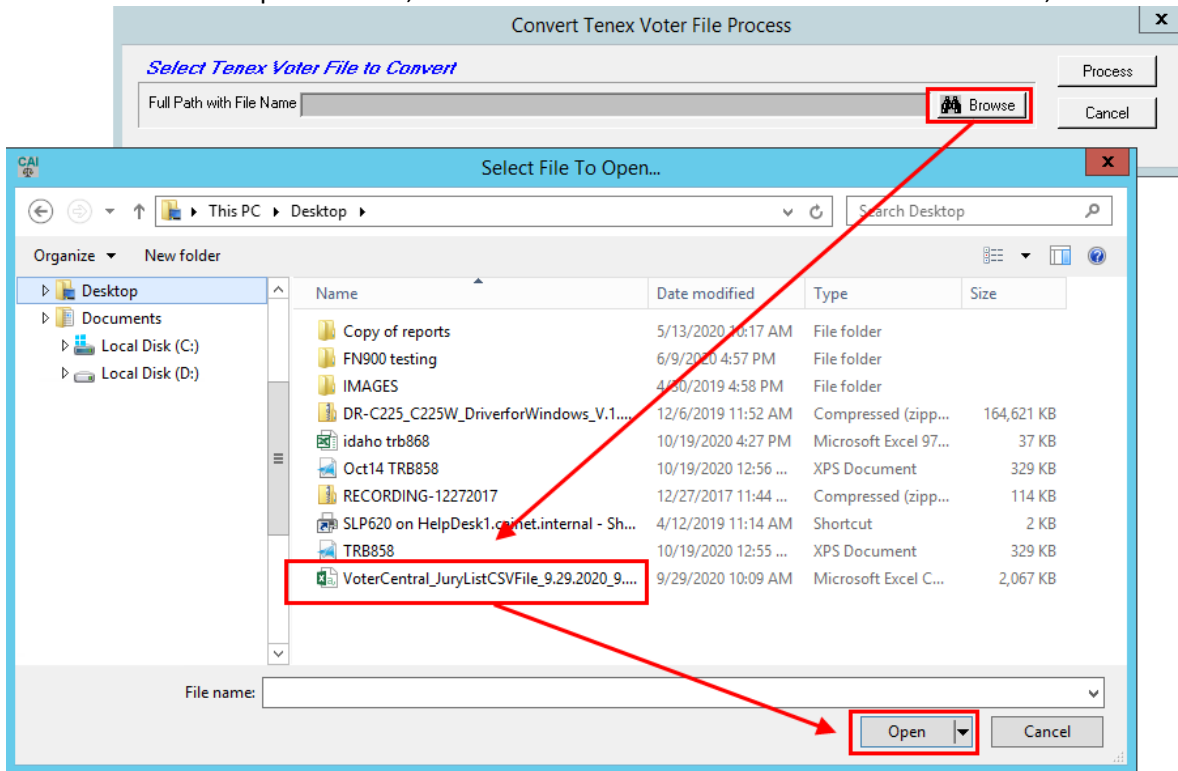 Convert Tenex Voter File Process
x
Select Tenex Voter File to Convert
Process
Full Path with File Name
Browse
Cancel
CAI
Select File To Open...
x
This PC Desktop
Search Desktop
Organize New folder
Desktop
Documents
Local Disk (C:)
Local Disk (D:)
Name Date modified Type Size
Copy of reports 5/13/2020 10:17 AM File folder
FN900 testing 6/9/2020 4:57 PM File folder
IMAGES 4/30/2019 4:58 PM File folder
DR-C225_C225W_DriverforWindows_V.1.... 12/6/2019 11:52 AM Compressed (zipp... 164,621 KB
idaho trb868 10/19/2020 4:27 PM Microsoft Excel 97... 37 KB
Oct14 TRB858 10/19/2020 12:56 ... XPS Document 329 KB
RECORDING-12272017 12/27/2017 11:44 ... Compressed (zipp... 114 KB
SLP620 on HelpDesk1.cainet.internal - Sh... 4/12/2019 11:14 AM Shortcut 2 KB
TRB858 10/19/2020 12:55 ... XPS Document 329 KB
VoterCentral_JuryListCSVFile_9.29.2020_9.... 9/29/2020 10:09 AM Microsoft Excel C... 2,067 KB
File name:
Open Cancel